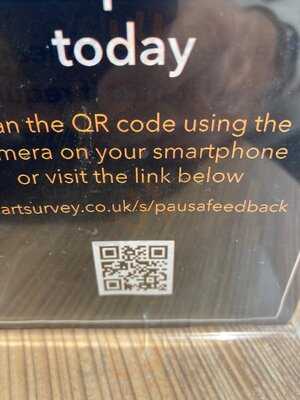 today
an the QR code using the
mera on your smartphone
or visit the link below
artsurvey.co.uk/s/pausafeedback